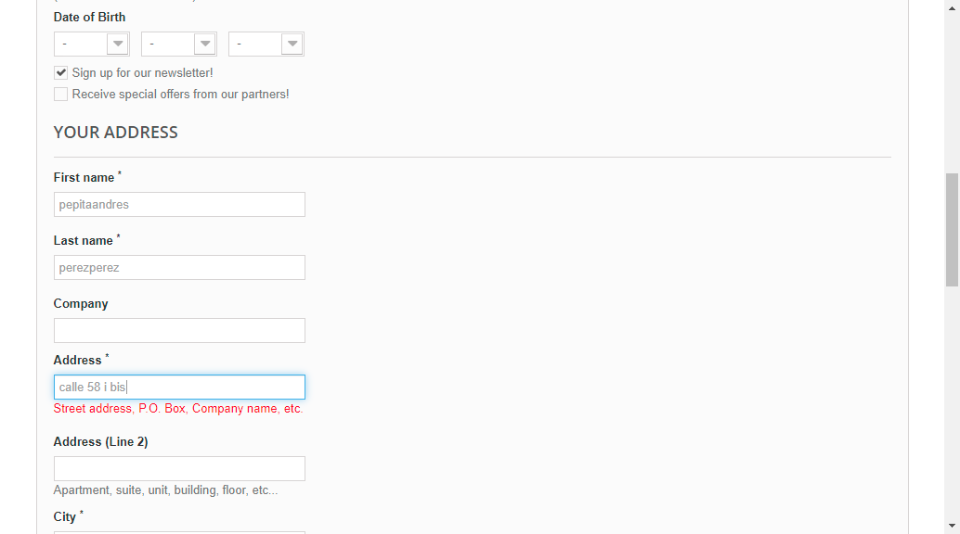 Date of Birth
- - -
Sign up for our newsletter!
Receive special offers from our partners!
YOUR ADDRESS
First name *
pepitaandres
Last name *
perezperez
Company
Address *
calle 58 i bis
Street address, P.O. Box, Company name, etc.
Address (Line 2)
Apartment, suite, unit, building, floor, etc...
City *